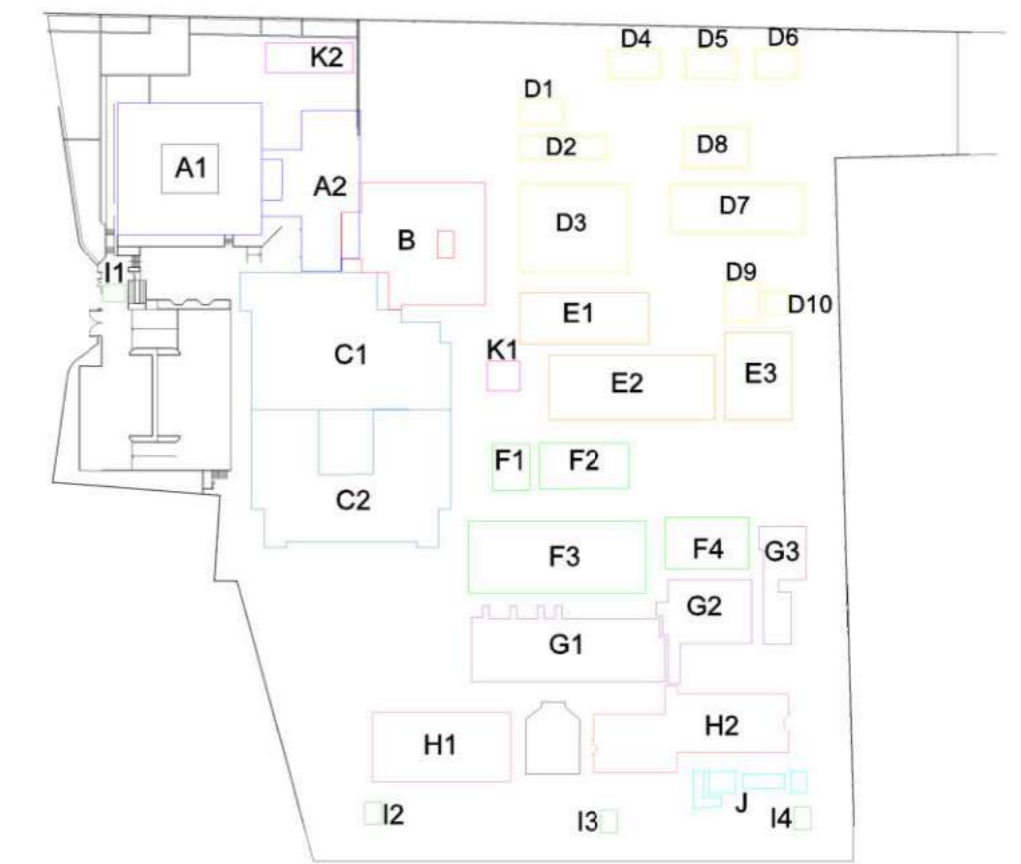 D4 D5 D6
K2
D1
D2 D8
A1 A2
D3 D7
B
I1 D9
D10
E1
C1 K1
E2 E3
F1 F2
C2
F3 F4 G3
G2
G1
H1 H2
J
I2 I3 I4